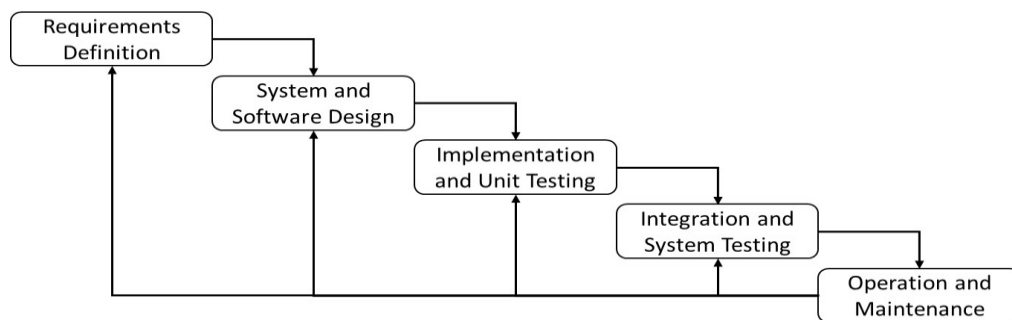 Requirements
Definition
System and
Software Design
Implementation
and Unit Testing
Integration and
System Testing
Operation and
Maintenance